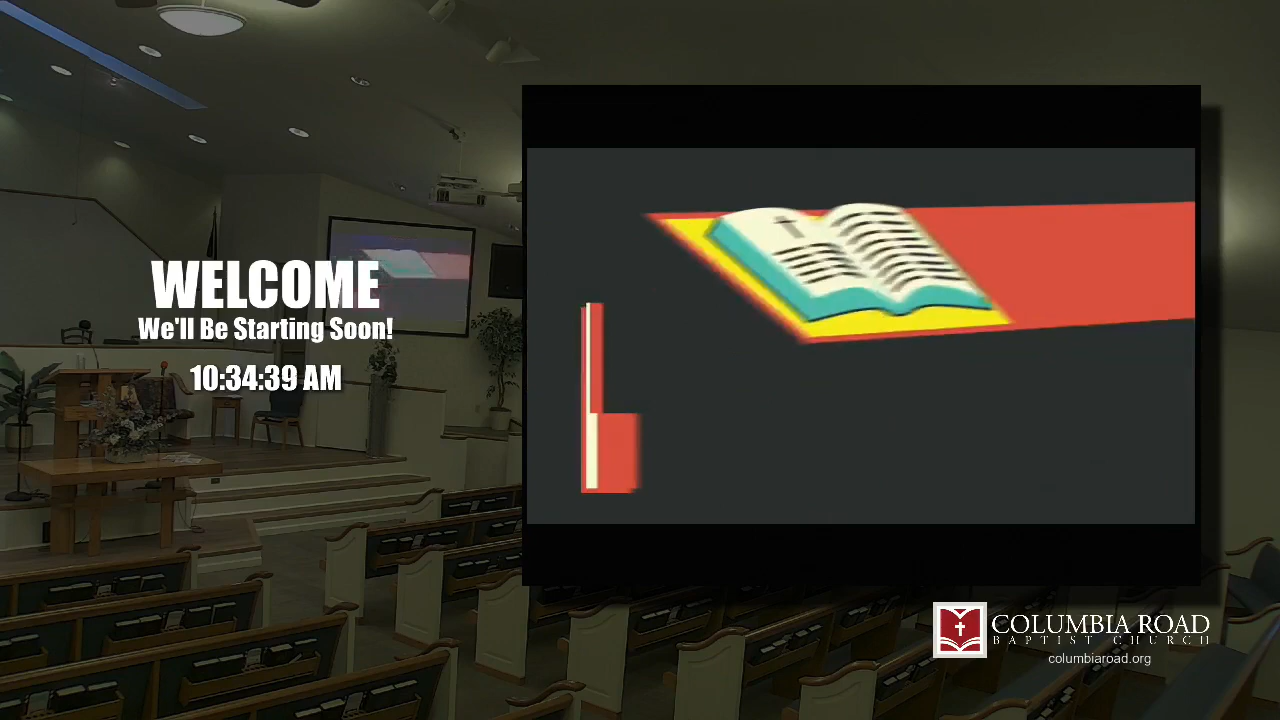 WELCOME
We'll Be Starting Soon!
10:34:39 AM
COLUMBIA ROAD
BAPTIST CHURCH
columbiaroad.org